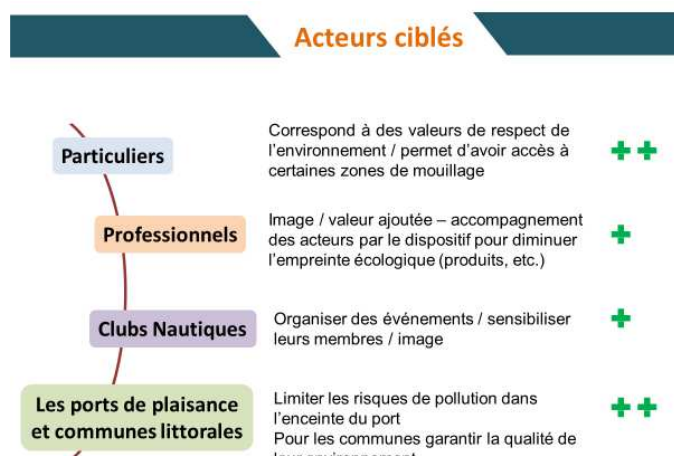 Acteurs ciblés
Particuliers
Correspond à des valeurs de respect de
l'environnement / permet d'avoir accès à
certaines zones de mouillage
Professionnels
Image / valeur ajoutée – accompagnement
des acteurs par le dispositif pour diminuer
l'empreinte écologique (produits, etc.)
Clubs Nautiques
Organiser des événements / sensibiliser
leurs membres / image
Les ports de plaisance
et communes littorales
Limiter les risques de pollution dans
l'enceinte du port
Pour les communes garantir la qualité de
leur environnement